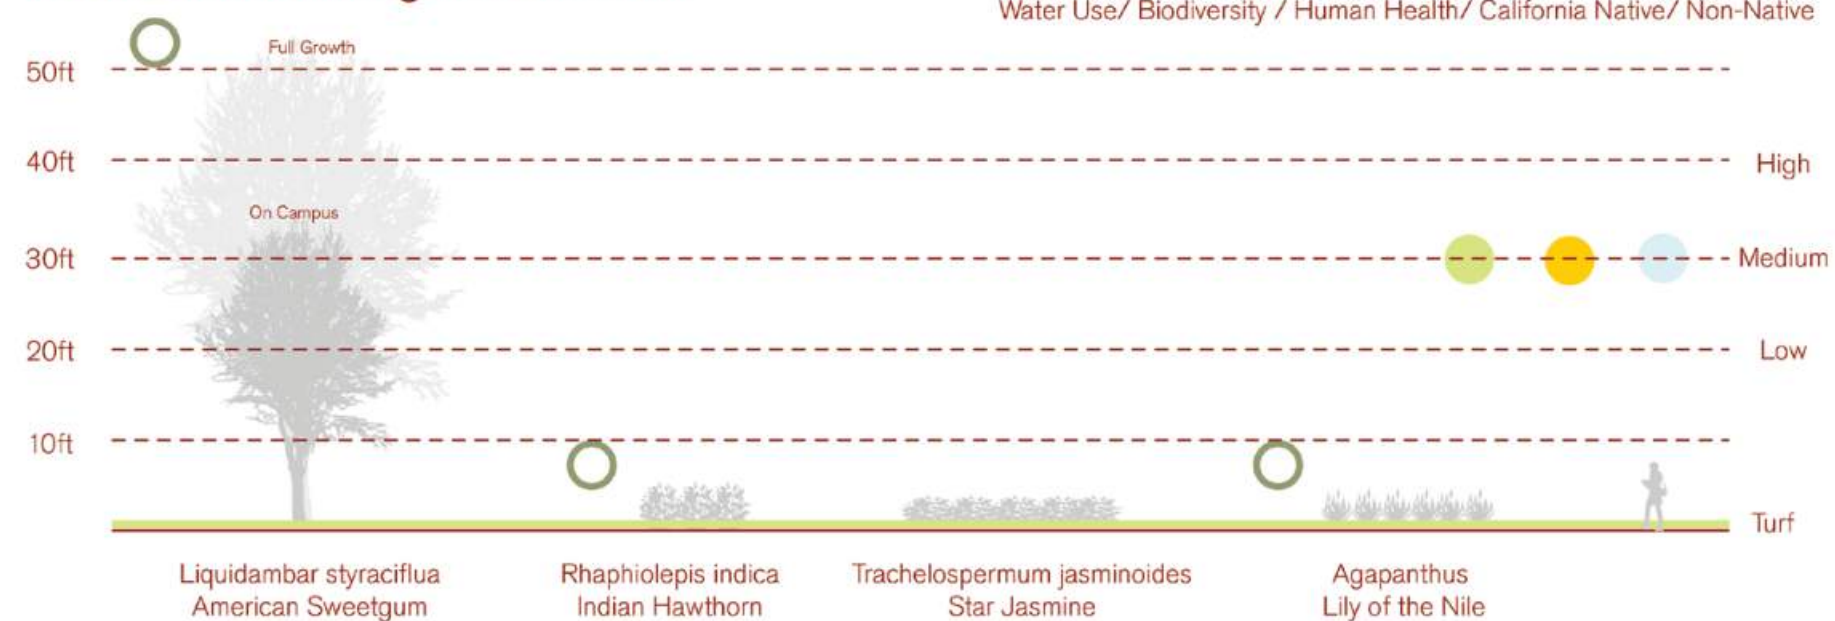 Water Use/ Biodiversity / Human Health/ California Native/ Non-Native
Full Growth
50ft
40ft
High
On Campus
30ft
Medium
20ft
Low
10ft
Turf
Liquidambar styraciflua
American Sweetgum
Rhaphiolepis indica
Indian Hawthorn
Trachelospermum jasminoides
Star Jasmine
Agapanthus
Lily of the Nile